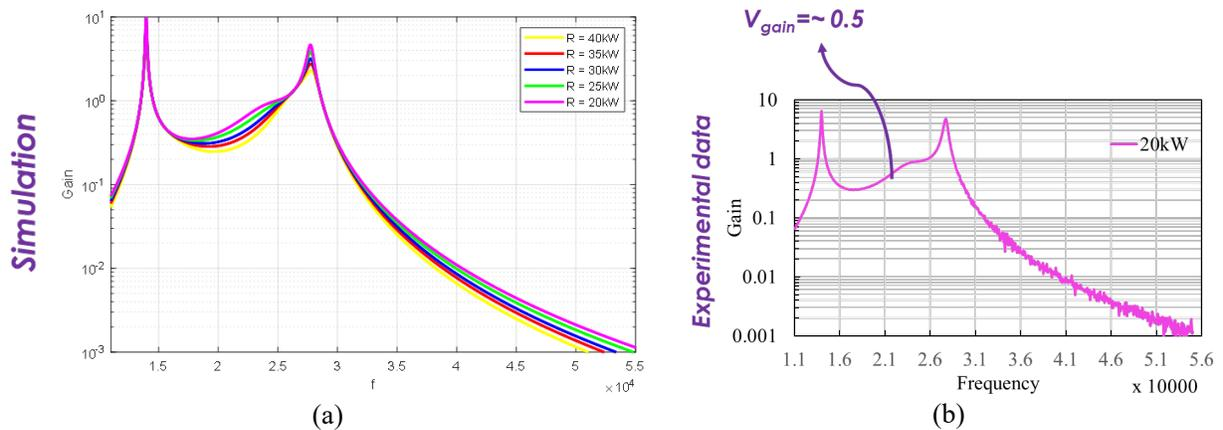 Simulation
10^1
10^0
10^-1
10^-2
10^-3
Gain
1.5 2 2.5 3 3.5 4 4.5 5 5.5
×10^4
f
R = 40kW
R = 35kW
R = 30kW
R = 25kW
R = 20kW
(a)
V_gain=~ 0.5
Experimental data
Gain
10
1
0.1
0.01
0.001
20kW
1.1 1.6 2.1 2.6 3.1 3.6 4.1 4.6 5.1 5.6
Frequency
x 10000
(b)